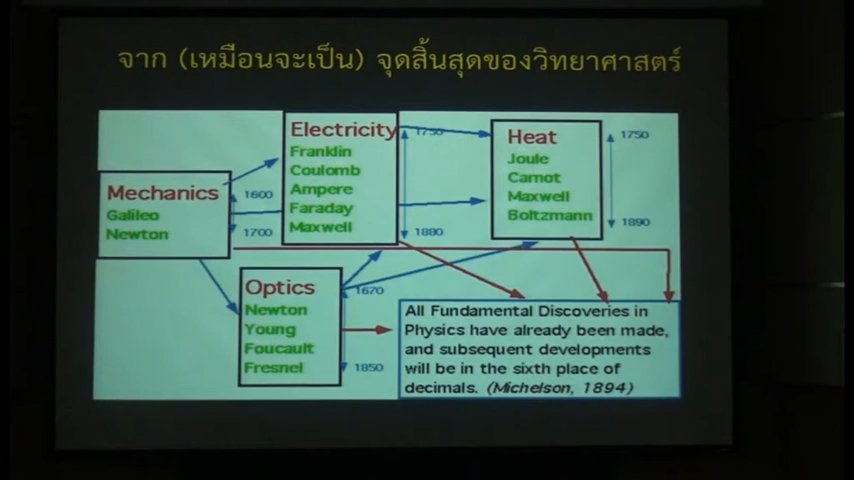 จาก (เหมือนจะเป็น) จุดสิ้นสุดของวิทยาศาสตร์
Mechanics
Galileo
Newton
1600
1700
Electricity
Franklin
Coulomb
Ampere
Faraday
Maxwell
1750
1880
Heat
Joule
Carnot
Maxwell
Boltzmann
1750
1890
Optics
Newton
Young
Foucault
Fresnel
1670
1850
All Fundamental Discoveries in
Physics have already been made,
and subsequent developments
will be in the sixth place of
decimals. (Michelson, 1894)